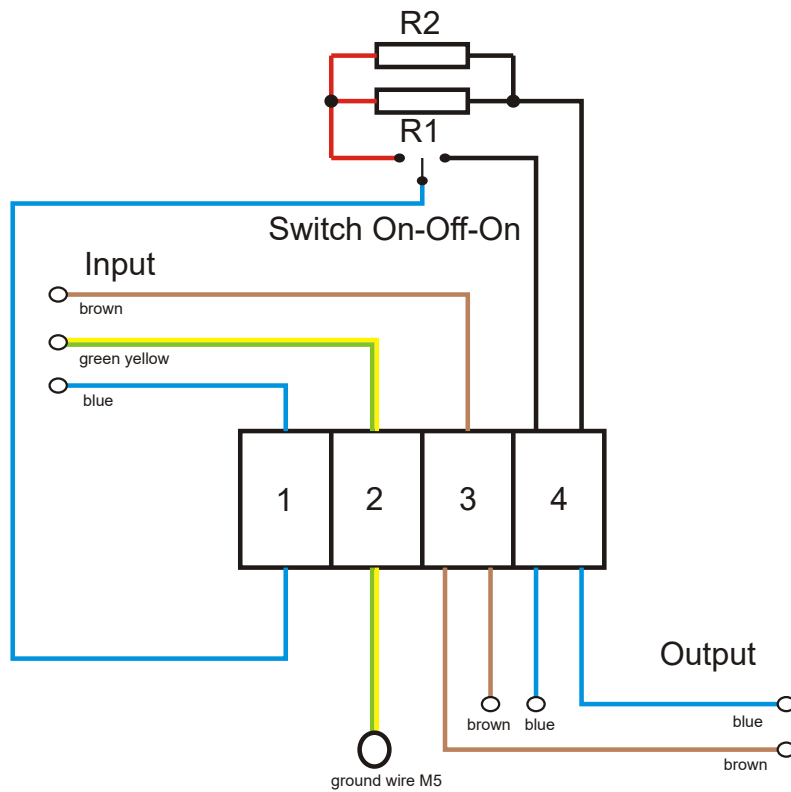 R2
R1
Switch On-Off-On
Input
brown
green yellow
blue
1
2
3
4
Output
brown
blue
blue
brown
ground wire M5